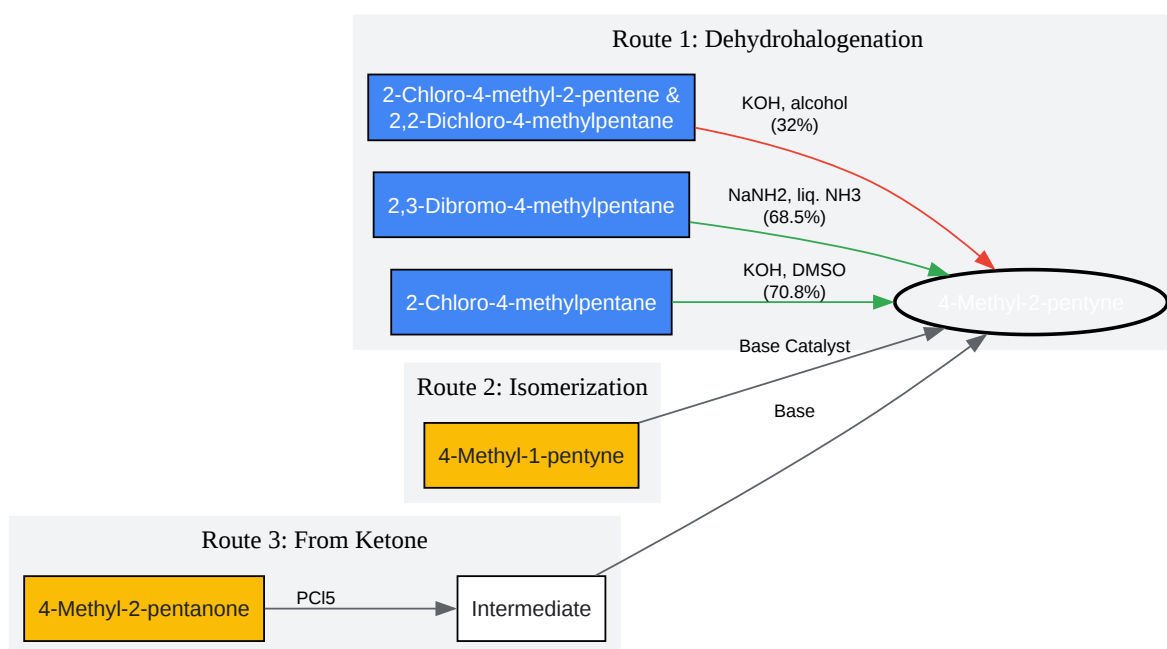 Route 1: Dehydrohalogenation
2-Chloro-4-methyl-2-pentene &
2,2-Dichloro-4-methylpentane
KOH, alcohol
(32%)
2,3-Dibromo-4-methylpentane
NaNH2, liq. NH3
(68.5%)
2-Chloro-4-methylpentane
KOH, DMSO
(70.8%)
4-Methyl-2-pentyne
Route 2: Isomerization
4-Methyl-1-pentyne
Base Catalyst
Base
Route 3: From Ketone
4-Methyl-2-pentanone
PCl5
Intermediate